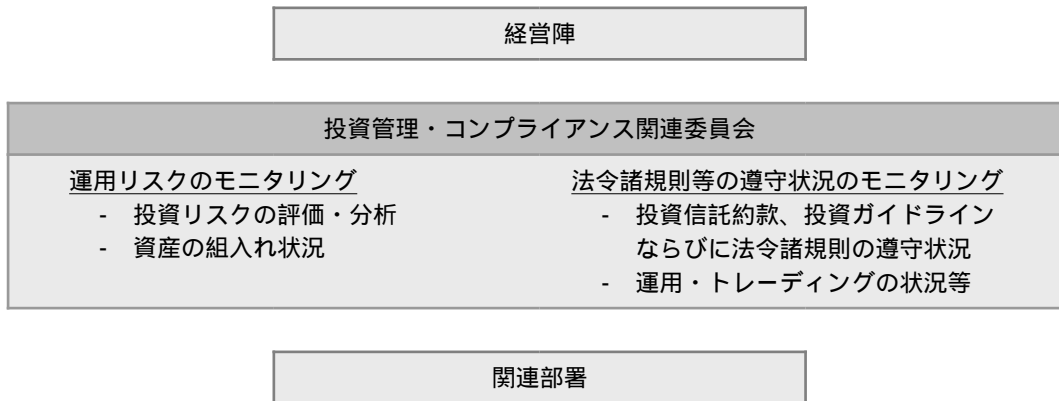 経営陣
投資管理・コンプライアンス関連委員会
運用リスクのモニタリング
- 投資リスクの評価・分析
- 資産の組入れ状況
法令諸規則等の遵守状況のモニタリング
- 投資信託約款、投資ガイドライン
ならびに法令諸規則の遵守状況
- 運用・トレーディングの状況等
関連部署